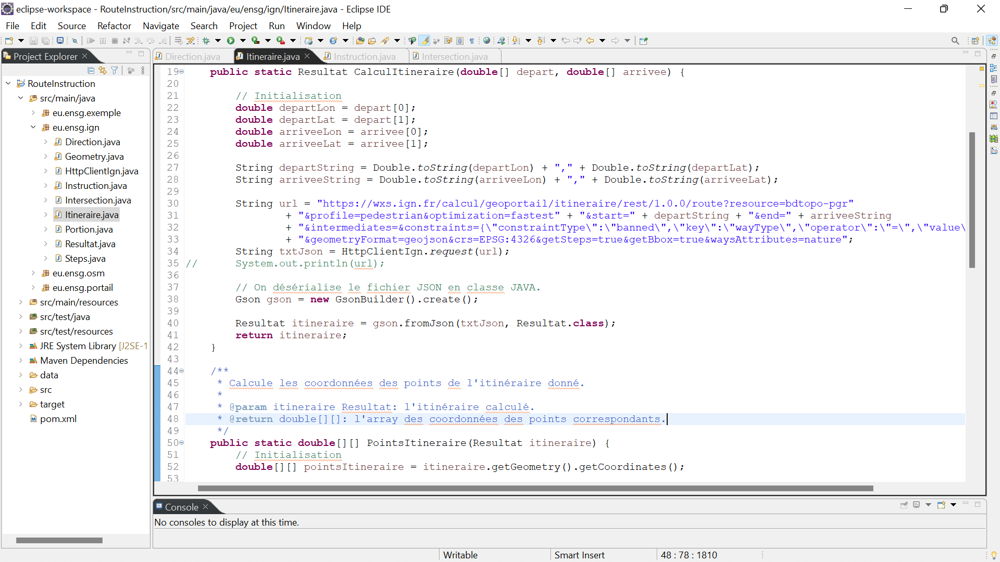 eclipse-workspace - RouteInstruction/src/main/java/eu/ensg/ign/Itineraire.java - Eclipse IDE
File Edit Source Refactor Navigate Search Project Run Window Help
Project Explorer
Direction.java Itineraire.java Instruction.java Intersection.java
RouteInstruction
src/main/java
eu.ensg.exemple
eu.ensg.ign
Direction.java
Geometry.java
HttpClientIgn.java
Instruction.java
Intersection.java
Itineraire.java
Portion.java
Resultat.java
Steps.java
eu.ensg.osm
eu.ensg.portail
src/main/resources
src/test/java
src/test/resources
JRE System Library [J2SE-1
Maven Dependencies
data
src
target
pom.xml
19 public static Resultat CalculItineraire(double[] depart, double[] arrivee) {
20
21 // Initialisation
22 double departLon = depart[0];
23 double departLat = depart[1];
24 double arriveeLon = arrivee[0];
25 double arriveeLat = arrivee[1];
26
27 String departString = Double.toString(departLon) + "," + Double.toString(departLat);
28 String arriveeString = Double.toString(arriveeLon) + "," + Double.toString(arriveeLat);
29
30 String url = "https://wxs.ign.fr/calcul/geoportail/itineraire/rest/1.0.0/route?resource=bdtopo-pgr"
31 + "&profile=pedestrian&optimization=fastest" + "&start=" + departString + "&end=" + arriveeString
32 + "&intermediates=&constraints={\"constraintType\":\"banned\",\"key\":\"wayType\",\"operator\":\"=\",\"value\
33 + "&geometryFormat=geojson&crs=EPSG:4326&getSteps=true&getBbox=true&waysAttributes=nature";
34 String txtJson = HttpClientIgn.request(url);
35 // System.out.println(url);
36
37 // On désérialise le fichier JSON en classe JAVA.
38 Gson gson = new GsonBuilder().create();
39
40 Resultat itineraire = gson.fromJson(txtJson, Resultat.class);
41 return itineraire;
42 }
43
44 /**
45 * Calcule les coordonnées des points de l'itinéraire donné.
46 *
47 * @param itineraire Resultat: l'itinéraire calculé.
48 * @return double[][]: l'array des coordonnées des points correspondants.
49 */
50 public static double[][] PointsItineraire(Resultat itineraire) {
51 // Initialisation
52 double[][] pointsItineraire = itineraire.getGeometry().getCoordinates();
53
Console
No consoles to display at this time.
Writable Smart Insert 48 : 78 : 1810